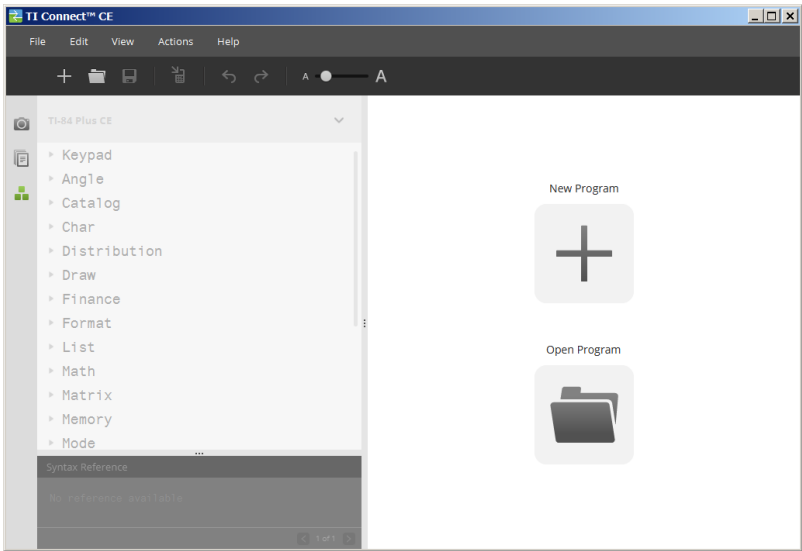 TI Connect™ CE
File Edit View Actions Help
A A
TI-84 Plus CE
Keypad
Angle
Catalog
Char
Distribution
Draw
Finance
Format
List
Math
Matrix
Memory
Mode
Syntax Reference
No reference available
1 of 1
New Program
Open Program